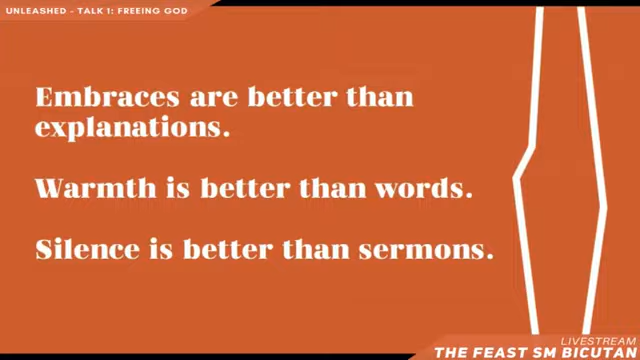 UNLEASHED - TALK 1: FREEING GOD
Embraces are better than
explanations.
Warmth is better than words.
Silence is better than sermons.
LIVESTREAM
THE FEAST SM BICUTAN